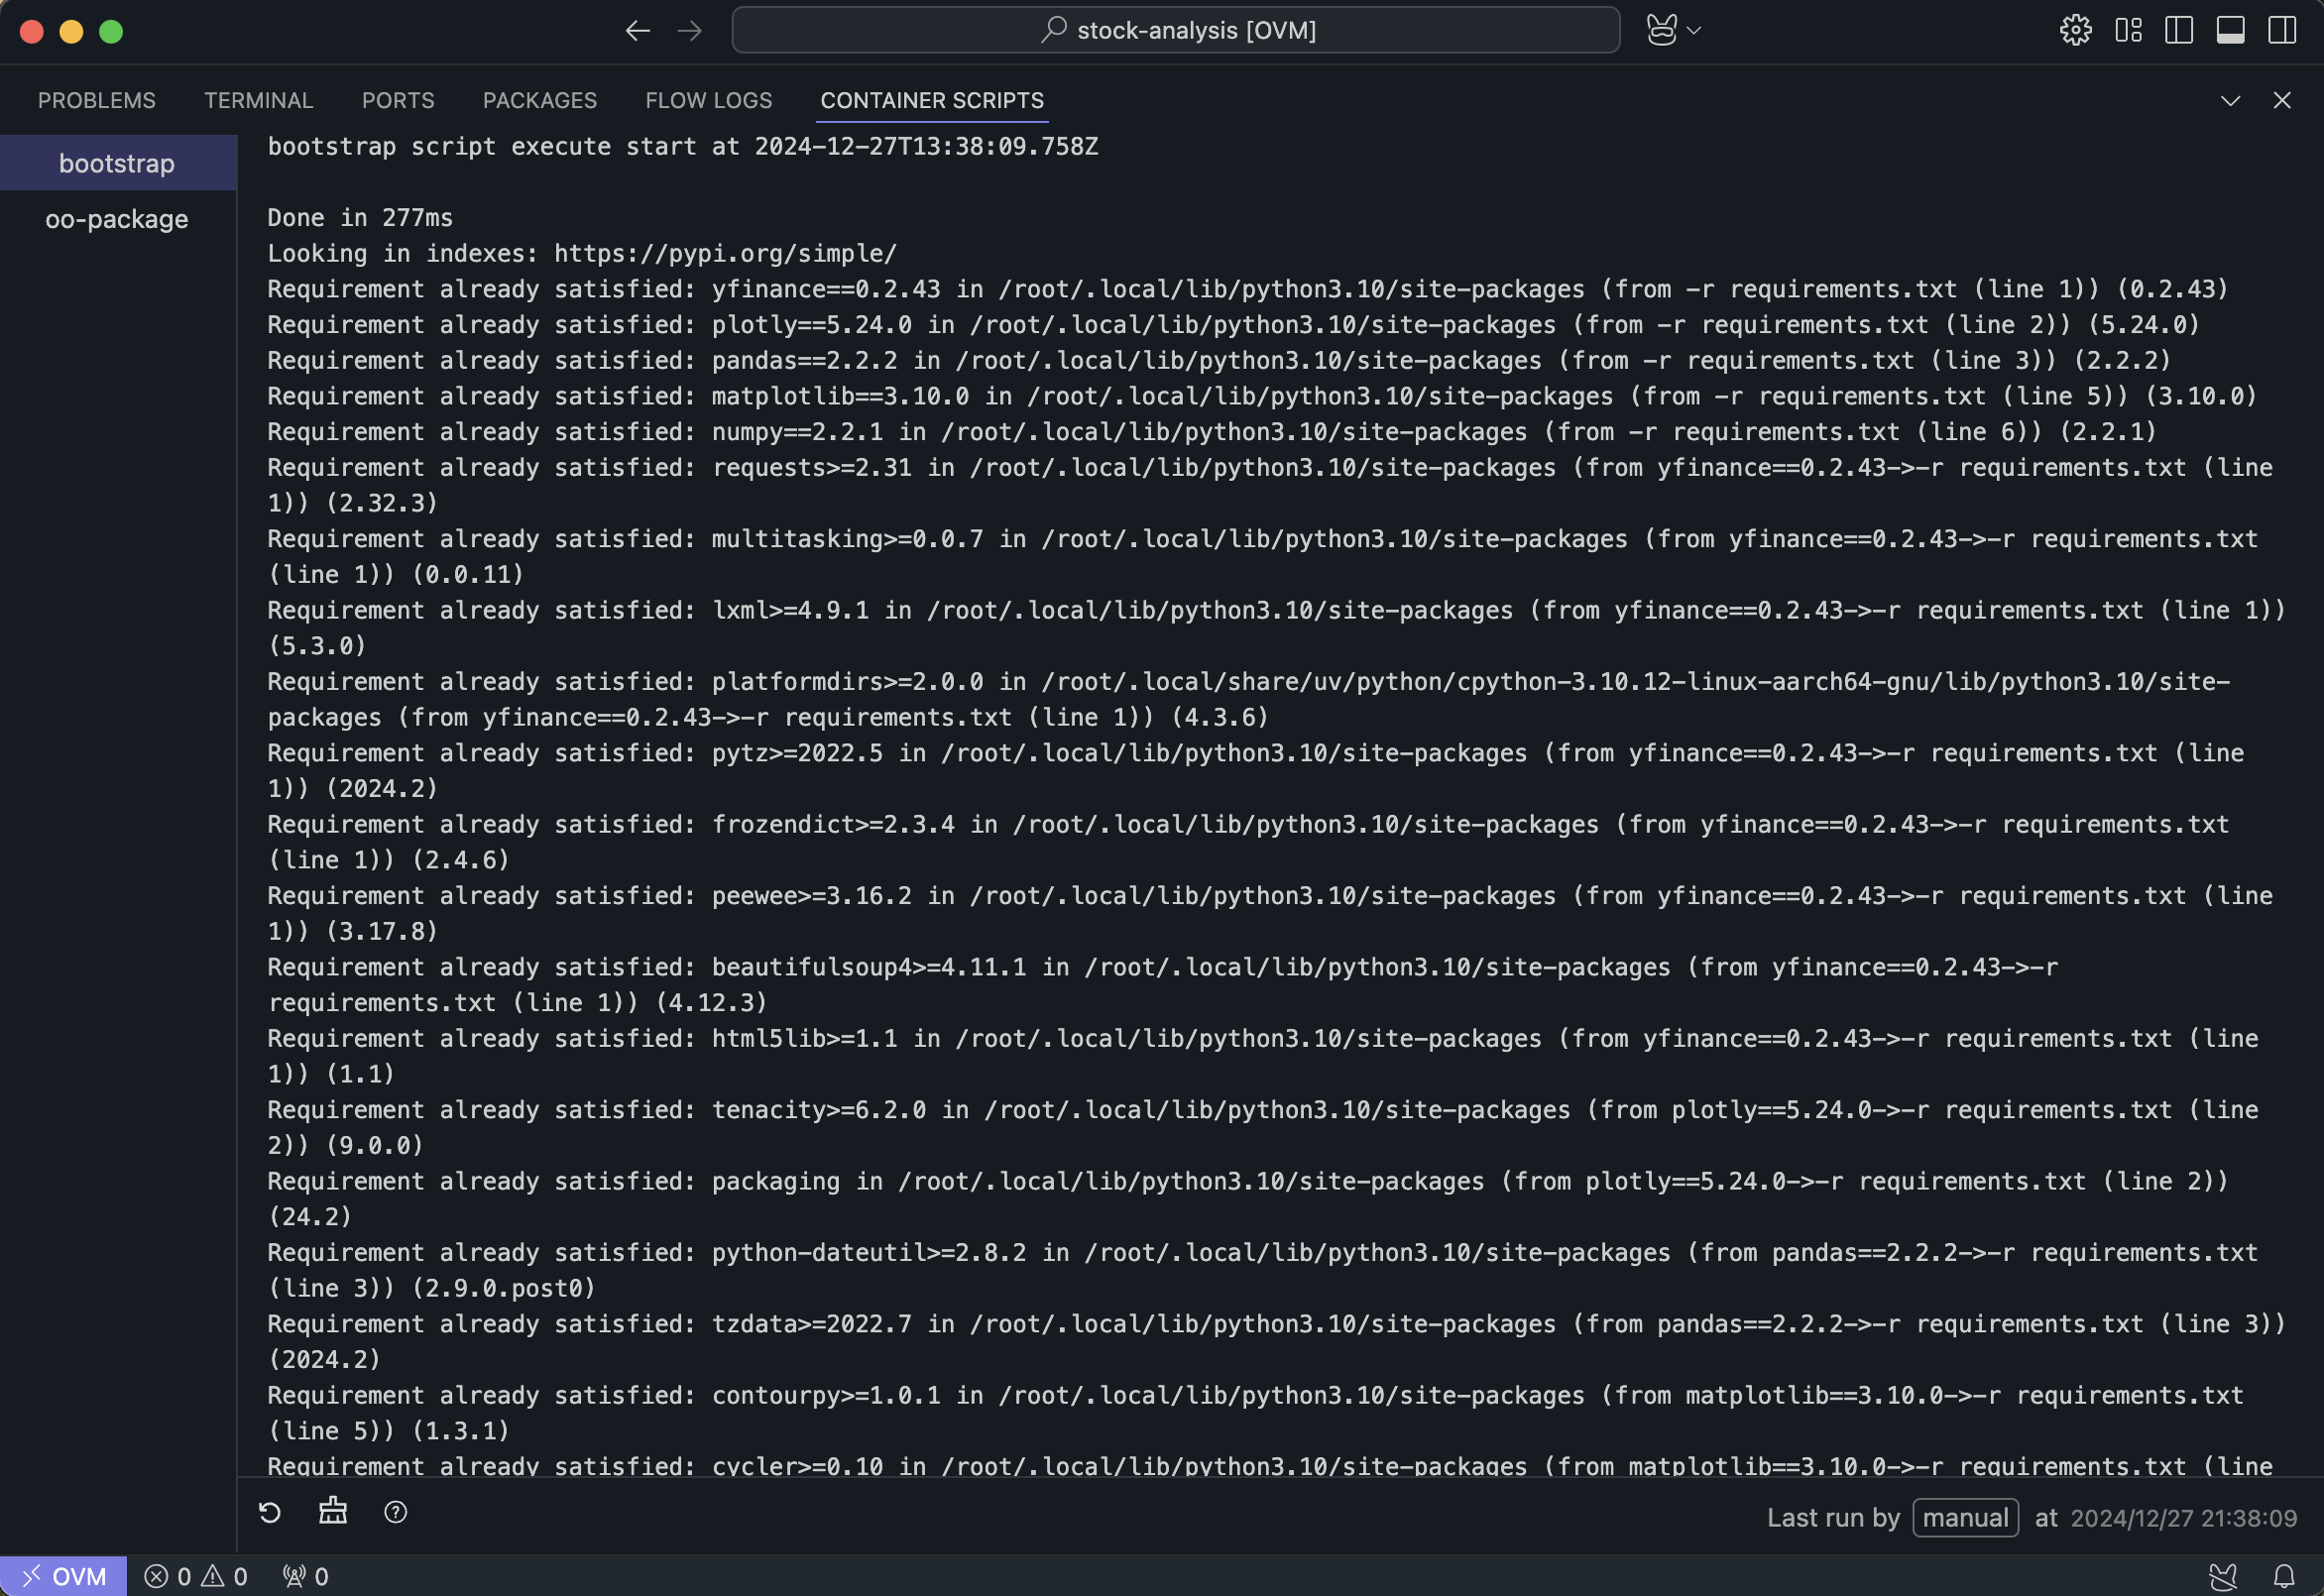 stock-analysis [OVM]
PROBLEMS TERMINAL PORTS PACKAGES FLOW LOGS CONTAINER SCRIPTS
bootstrap
oo-package
bootstrap script execute start at 2024-12-27T13:38:09.758Z
Done in 277ms
Looking in indexes: https://pypi.org/simple/
Requirement already satisfied: yfinance==0.2.43 in /root/.local/lib/python3.10/site-packages (from -r requirements.txt (line 1)) (0.2.43)
Requirement already satisfied: plotly==5.24.0 in /root/.local/lib/python3.10/site-packages (from -r requirements.txt (line 2)) (5.24.0)
Requirement already satisfied: pandas==2.2.2 in /root/.local/lib/python3.10/site-packages (from -r requirements.txt (line 3)) (2.2.2)
Requirement already satisfied: matplotlib==3.10.0 in /root/.local/lib/python3.10/site-packages (from -r requirements.txt (line 5)) (3.10.0)
Requirement already satisfied: numpy==2.2.1 in /root/.local/lib/python3.10/site-packages (from -r requirements.txt (line 6)) (2.2.1)
Requirement already satisfied: requests>=2.31 in /root/.local/lib/python3.10/site-packages (from yfinance==0.2.43->-r requirements.txt (line
1)) (2.32.3)
Requirement already satisfied: multitasking>=0.0.7 in /root/.local/lib/python3.10/site-packages (from yfinance==0.2.43->-r requirements.txt
(line 1)) (0.0.11)
Requirement already satisfied: lxml>=4.9.1 in /root/.local/lib/python3.10/site-packages (from yfinance==0.2.43->-r requirements.txt (line 1))
(5.3.0)
Requirement already satisfied: platformdirs>=2.0.0 in /root/.local/share/uv/python/cpython-3.10.12-linux-aarch64-gnu/lib/python3.10/site-
packages (from yfinance==0.2.43->-r requirements.txt (line 1)) (4.3.6)
Requirement already satisfied: pytz>=2022.5 in /root/.local/lib/python3.10/site-packages (from yfinance==0.2.43->-r requirements.txt (line
1)) (2024.2)
Requirement already satisfied: frozendict>=2.3.4 in /root/.local/lib/python3.10/site-packages (from yfinance==0.2.43->-r requirements.txt
(line 1)) (2.4.6)
Requirement already satisfied: peewee>=3.16.2 in /root/.local/lib/python3.10/site-packages (from yfinance==0.2.43->-r requirements.txt (line
1)) (3.17.8)
Requirement already satisfied: beautifulsoup4>=4.11.1 in /root/.local/lib/python3.10/site-packages (from yfinance==0.2.43->-r
requirements.txt (line 1)) (4.12.3)
Requirement already satisfied: html5lib>=1.1 in /root/.local/lib/python3.10/site-packages (from yfinance==0.2.43->-r requirements.txt (line
1)) (1.1)
Requirement already satisfied: tenacity>=6.2.0 in /root/.local/lib/python3.10/site-packages (from plotly==5.24.0->-r requirements.txt (line
2)) (9.0.0)
Requirement already satisfied: packaging in /root/.local/lib/python3.10/site-packages (from plotly==5.24.0->-r requirements.txt (line 2))
(24.2)
Requirement already satisfied: python-dateutil>=2.8.2 in /root/.local/lib/python3.10/site-packages (from pandas==2.2.2->-r requirements.txt
(line 3)) (2.9.0.post0)
Requirement already satisfied: tzdata>=2022.7 in /root/.local/lib/python3.10/site-packages (from pandas==2.2.2->-r requirements.txt (line 3))
(2024.2)
Requirement already satisfied: contourpy>=1.0.1 in /root/.local/lib/python3.10/site-packages (from matplotlib==3.10.0->-r requirements.txt
(line 5)) (1.3.1)
Requirement already satisfied: cycler>=0.10 in /root/.local/lib/python3.10/site-packages (from matplotlib==3.10.0->-r requirements.txt (line
Last run by manual at 2024/12/27 21:38:09
OVM 0 0 0